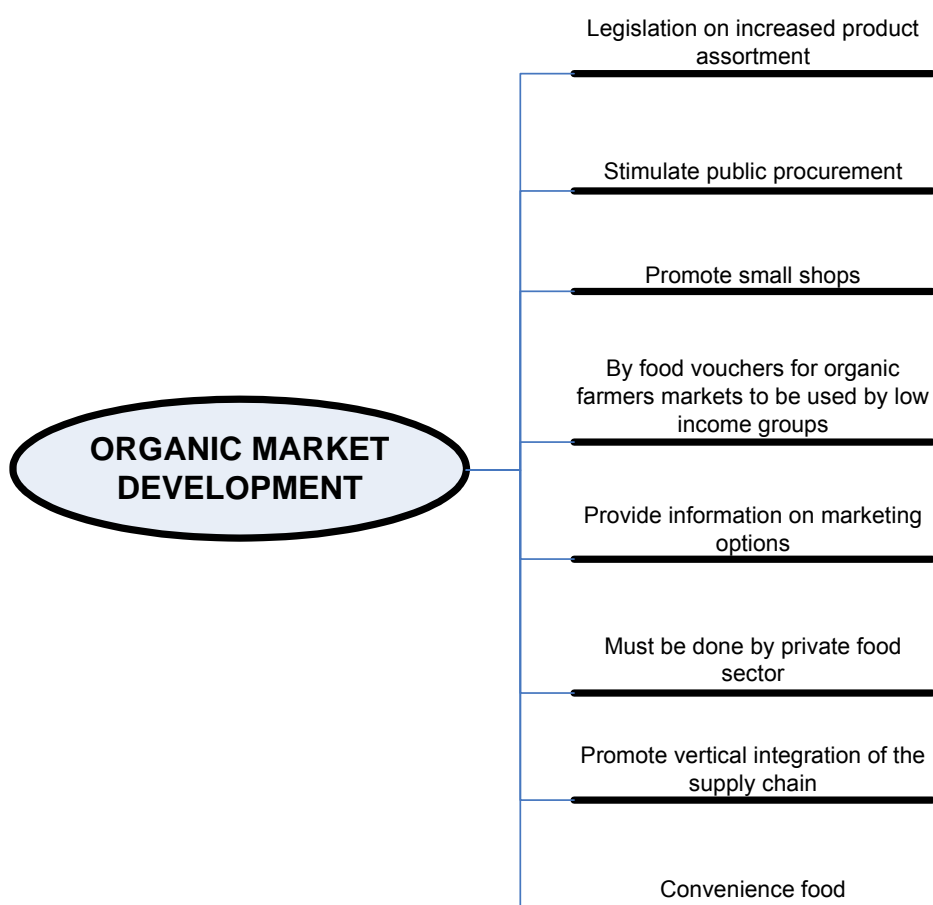 Legislation on increased product
assortment
Stimulate public procurement
Promote small shops
By food vouchers for organic
farmers markets to be used by low
income groups
ORGANIC MARKET
DEVELOPMENT
Provide information on marketing
options
Must be done by private food
sector
Promote vertical integration of the
supply chain
Convenience food